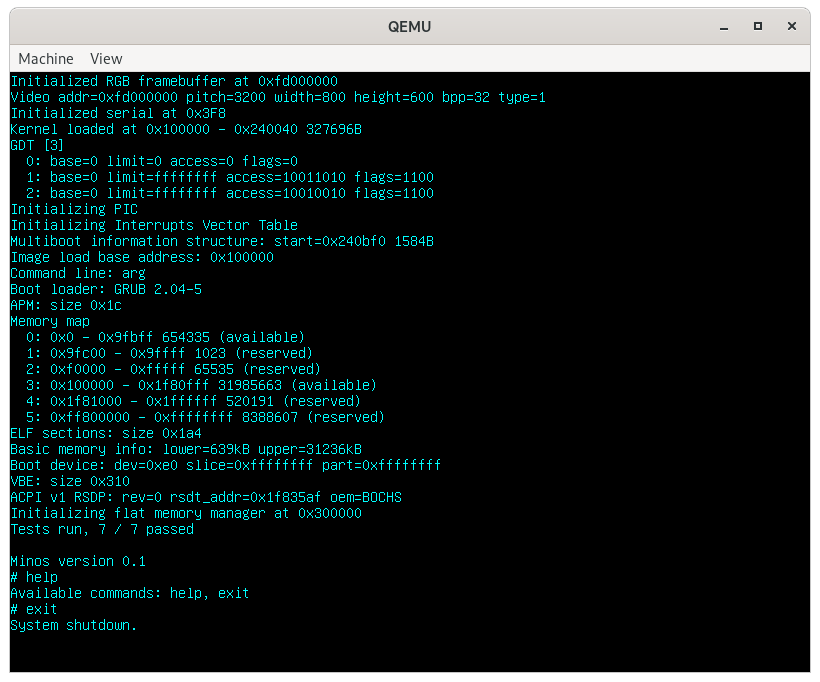 QEMU
Machine View
Initialized RGB framebuffer at 0xfd000000
Video addr=0xfd000000 pitch=3200 width=800 height=600 bpp=32 type=1
Initialized serial at 0x3F8
Kernel loaded at 0x100000 - 0x240040 327696B
GDT [3]
  0: base=0 limit=0 access=0 flags=0
  1: base=0 limit=ffffffff access=10011010 flags=1100
  2: base=0 limit=ffffffff access=10010010 flags=1100
Initializing PIC
Initializing Interrupts Vector Table
Multiboot information structure: start=0x240bf0 1584B
Image load base address: 0x100000
Command line: arg
Boot loader: GRUB 2.04-5
APM: size 0x1c
Memory map
  0: 0x0 - 0x9fbff 654335 (available)
  1: 0x9fc00 - 0x9ffff 1023 (reserved)
  2: 0xf0000 - 0xfffff 65535 (reserved)
  3: 0x100000 - 0x1f80fff 31985663 (available)
  4: 0x1f81000 - 0x1ffffff 520191 (reserved)
  5: 0xff800000 - 0xffffffff 8388607 (reserved)
ELF sections: size 0x1a4
Basic memory info: lower=639kB upper=31236kB
Boot device: dev=0xe0 slice=0xffffffff part=0xffffffff
VBE: size 0x310
ACPI v1 RSDP: rev=0 rsdt_addr=0x1f835af oem=BOCHS
Initializing flat memory manager at 0x300000
Tests run, 7 / 7 passed

Minos version 0.1
# help
Available commands: help, exit
# exit
System shutdown.